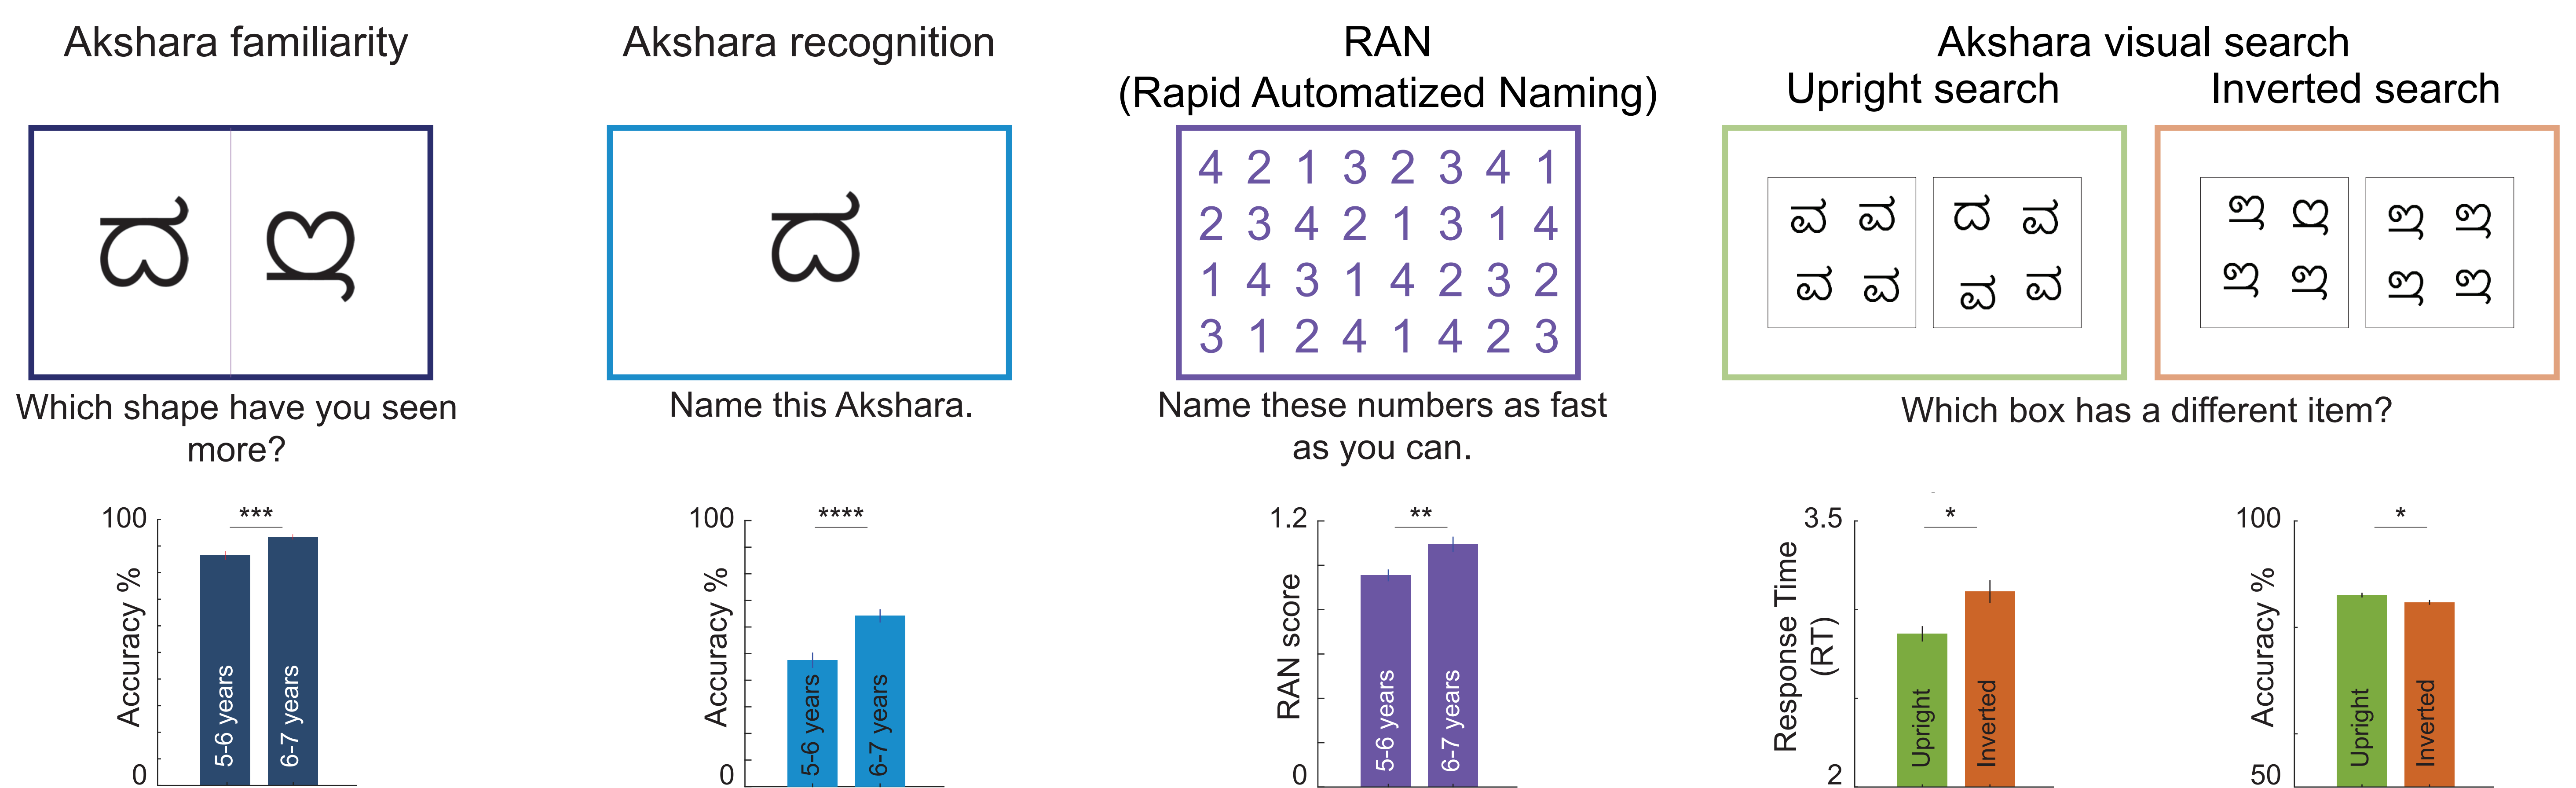 Akshara familiarity
ದ
Which shape have you seen
more?
100
***
Accuracy %
5-6 years
6-7 years
0
Akshara recognition
ದ
Name this Akshara.
100
****
Accuracy %
5-6 years
6-7 years
0
RAN
(Rapid Automatized Naming)
4 2 1 3 2 3 4 1
2 3 4 2 1 3 1 4
1 4 3 1 4 2 3 2
3 1 2 4 1 4 2 3
Name these numbers as fast
as you can.
1.2
**
RAN score
5-6 years
6-7 years
0
Akshara visual search
Upright search
ವ ವ
ವ ವ
ದ ವ
ವ ವ
Inverted search
Which box has a different item?
3.5
*
Response Time
(RT)
Upright
Inverted
2
100
*
Accuracy %
Upright
Inverted
50